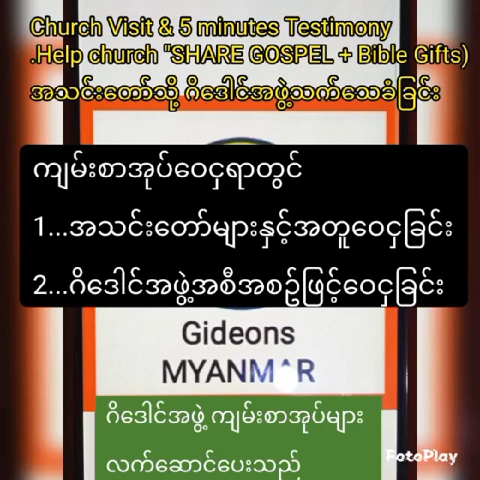 Church Visit & 5 minutes Testimony
.Help church "SHARE GOSPEL + Bible Gifts)
အသင်းတော်သို့ ဂိဒေါင်အဖွဲ့သက်သေခံခြင်း
ကျမ်းစာအုပ်ဝေငှရာတွင်
1...အသင်းတော်များနှင့်အတူဝေငှခြင်း
2...ဂိဒေါင်အဖွဲ့အစီအစဥ်ဖြင့်ဝေငှခြင်း
Gideons
MYANMAR
ဂိဒေါင်အဖွဲ့ ကျမ်းစာအုပ်များ
လက်ဆောင်ပေးသည်
FotoPlay